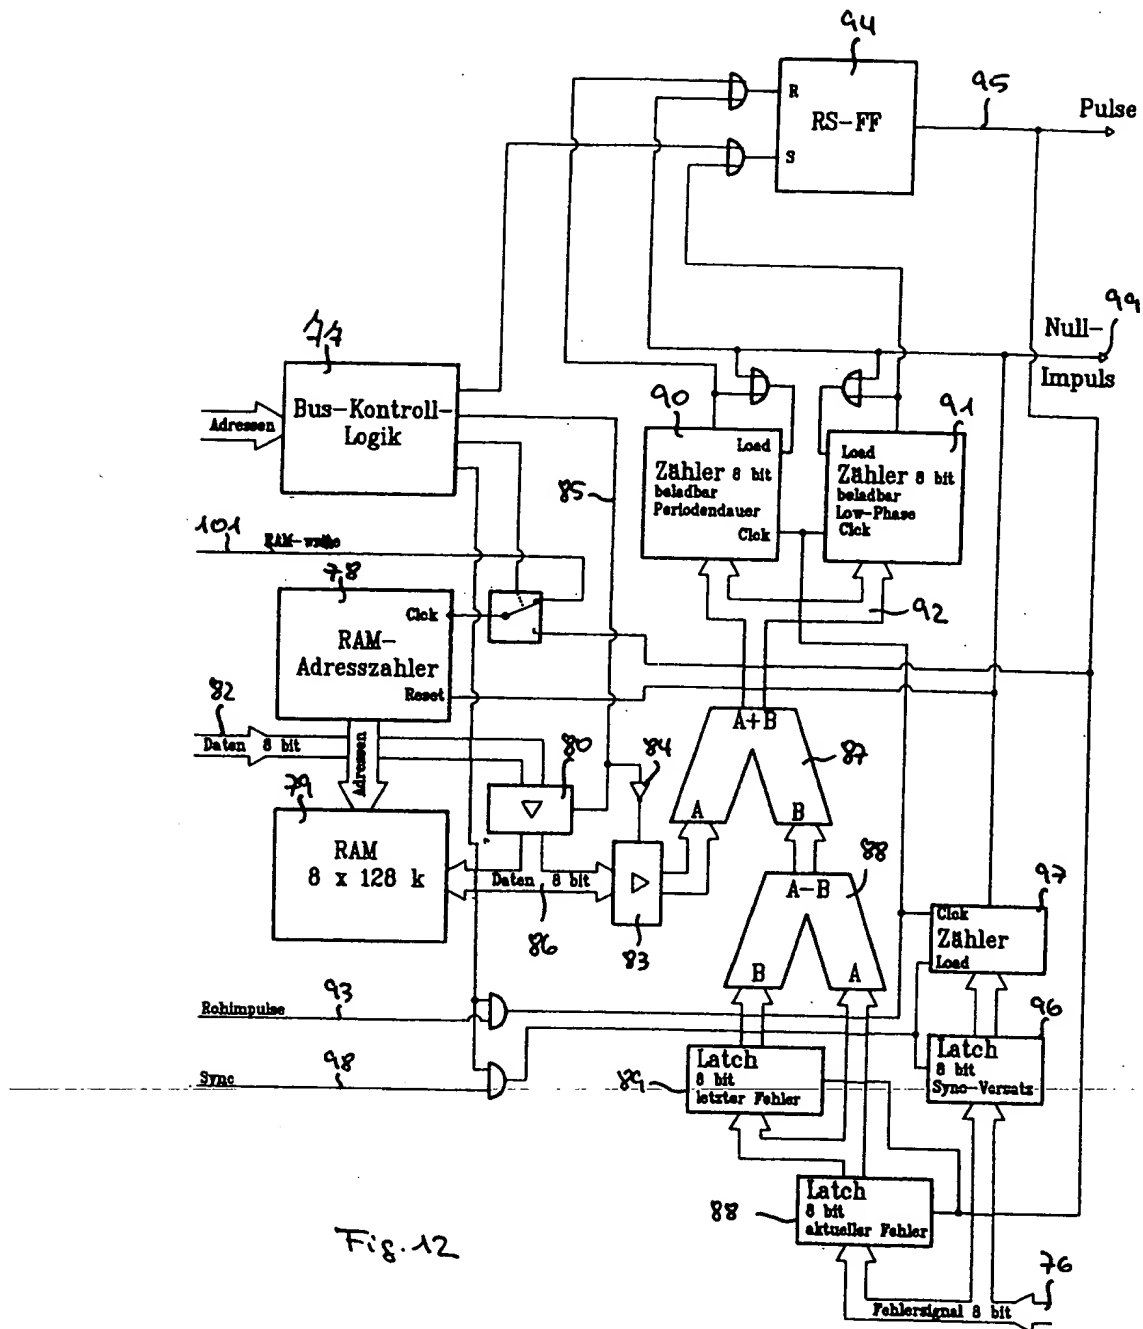 94
R
RS-FF
S
95
Pulse
99
Null-
Impuls
77
Bus-Kontroll-
Logik
Adressen
90
Load
Zähler 8 bit
beladbar
Periodendauer
Clck
91
Load
Zähler 8 bit
beladbar
Low-Phase
Clck
85
92
101
RAM-write
78
Clck
RAM-
Adresszahler
Reset
82
Daten 8 bit
Adressen
80
84
A+B
A
B
87
79
RAM
8 x 128 k
Daten 8 bit
86
83
88
A-B
B
A
97
Clck
Zähler
Load
Rohimpulse
93
Sync
98
96
Latch
8 bit
Sync-Versatz
89
Latch
8 bit
letzter Fehler
88
Latch
8 bit
aktueller Fehler
76
Fehlersignal 8 bit
Fig. 12